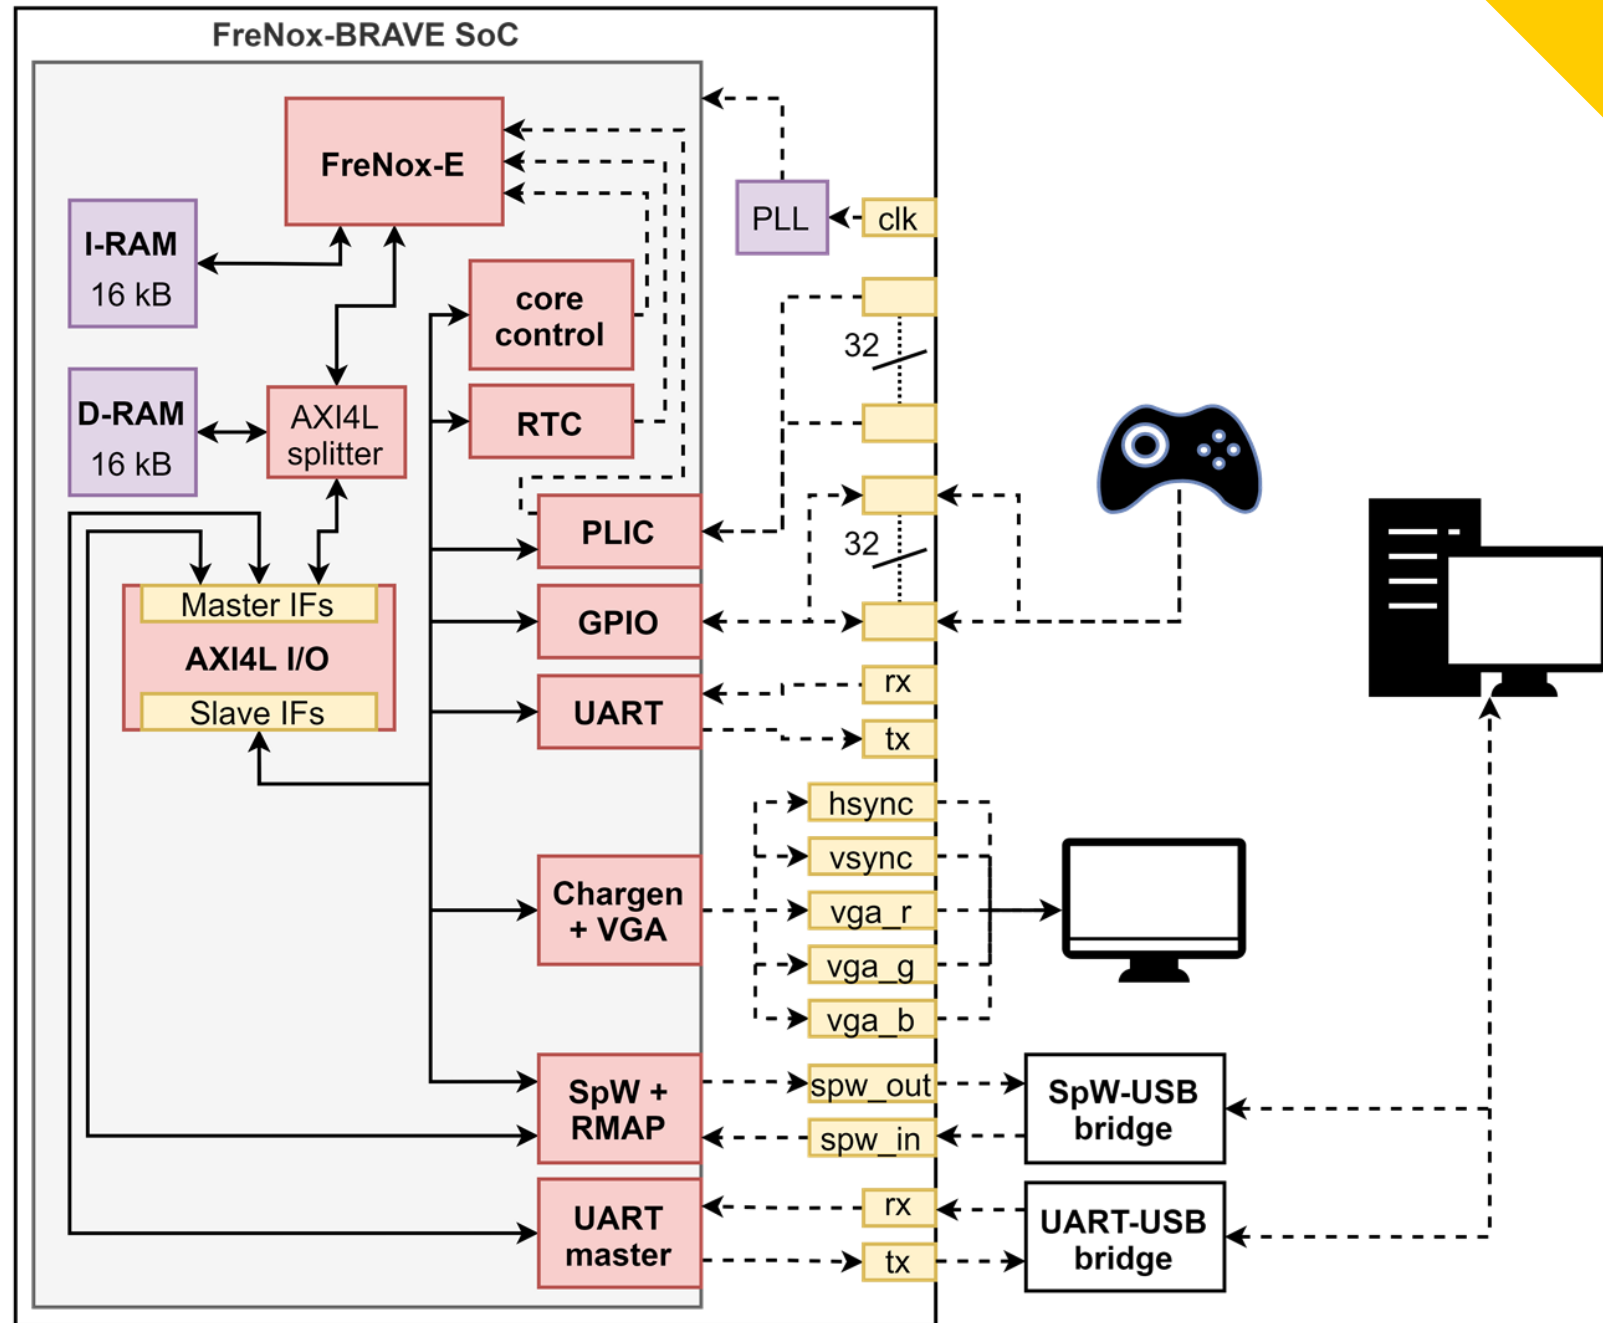 FreNox-BRAVE SoC
FreNox-E
PLL
clk
I-RAM
16 kB
core
control
32
D-RAM
16 kB
AXI4L
splitter
RTC
PLIC
32
Master IFs
GPIO
AXI4L I/O
rx
Slave IFs
UART
tx
hsync
vsync
Chargen
+ VGA
vga_r
vga_g
vga_b
SpW +
RMAP
spw_out
spw_in
SpW-USB
bridge
UART
master
rx
tx
UART-USB
bridge